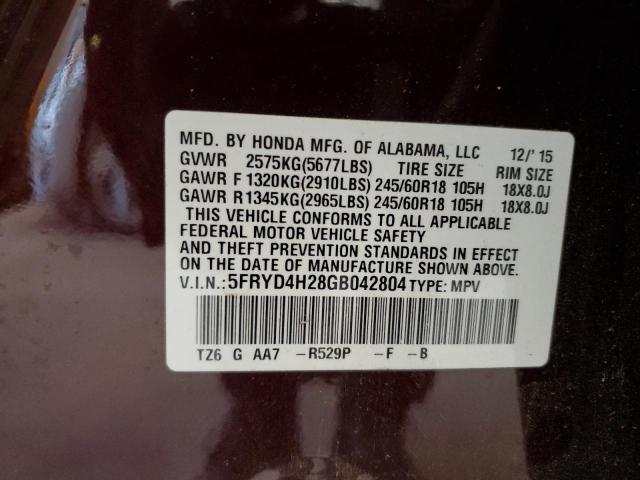 MFD. BY HONDA MFG. OF ALABAMA, LLC 12/'15
GVWR 2575KG(5677LBS) TIRE SIZE RIM SIZE
GAWR F 1320KG(2910LBS) 245/60R18 105H 18X8.0J
GAWR R 1345KG(2965LBS) 245/60R18 105H 18X8.0J
THIS VEHICLE CONFORMS TO ALL APPLICABLE
FEDERAL MOTOR VEHICLE SAFETY
AND THEFT PREVENTION STANDARDS IN EFFECT
ON THE DATE OF MANUFACTURE SHOWN ABOVE.
V.I.N.: 5FRYD4H28GB042804 TYPE: MPV
TZ6 G AA7 -R529P -F -B